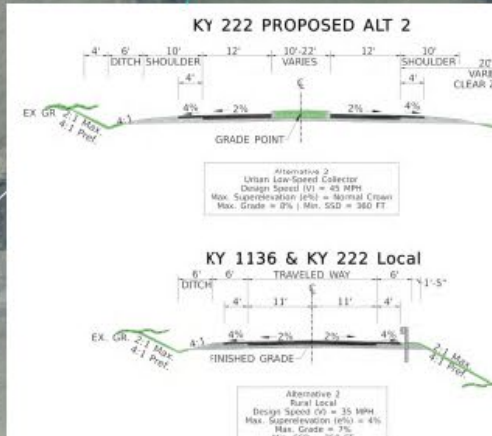 KY 222 PROPOSED ALT 2
4' 6' 10' 12' 10'-22' 12' 10' 20'
DITCH SHOULDER VARIES SHOULDER VARI
CLEAR Z
4' 4'
℄
4% 2% 2% 4%
EX GR. 2:1 Max. 4:1
4:1 Pref.
GRADE POINT
Alternative 2
Urban Low-Speed Collector
Design Speed (V) = 45 MPH
Max. Superelevation (e%) = Normal Crown
Max. Grade = 8% | Min. SSD = 360 FT
KY 1136 & KY 222 Local
6' 6' TRAVELED WAY 6' 1'-5"
DITCH
℄
4' 11' 11' 4'
EX. GR. 2:1 Max. 4:1 4% 2% 2% 4%
4:1 Pref.
FINISHED GRADE
2:1 Max.
4:1 Pref.
Alternative 2
Rural Local
Design Speed (V) = 35 MPH
Max. Superelevation (e%) = 4%
Max. Grade = 7%